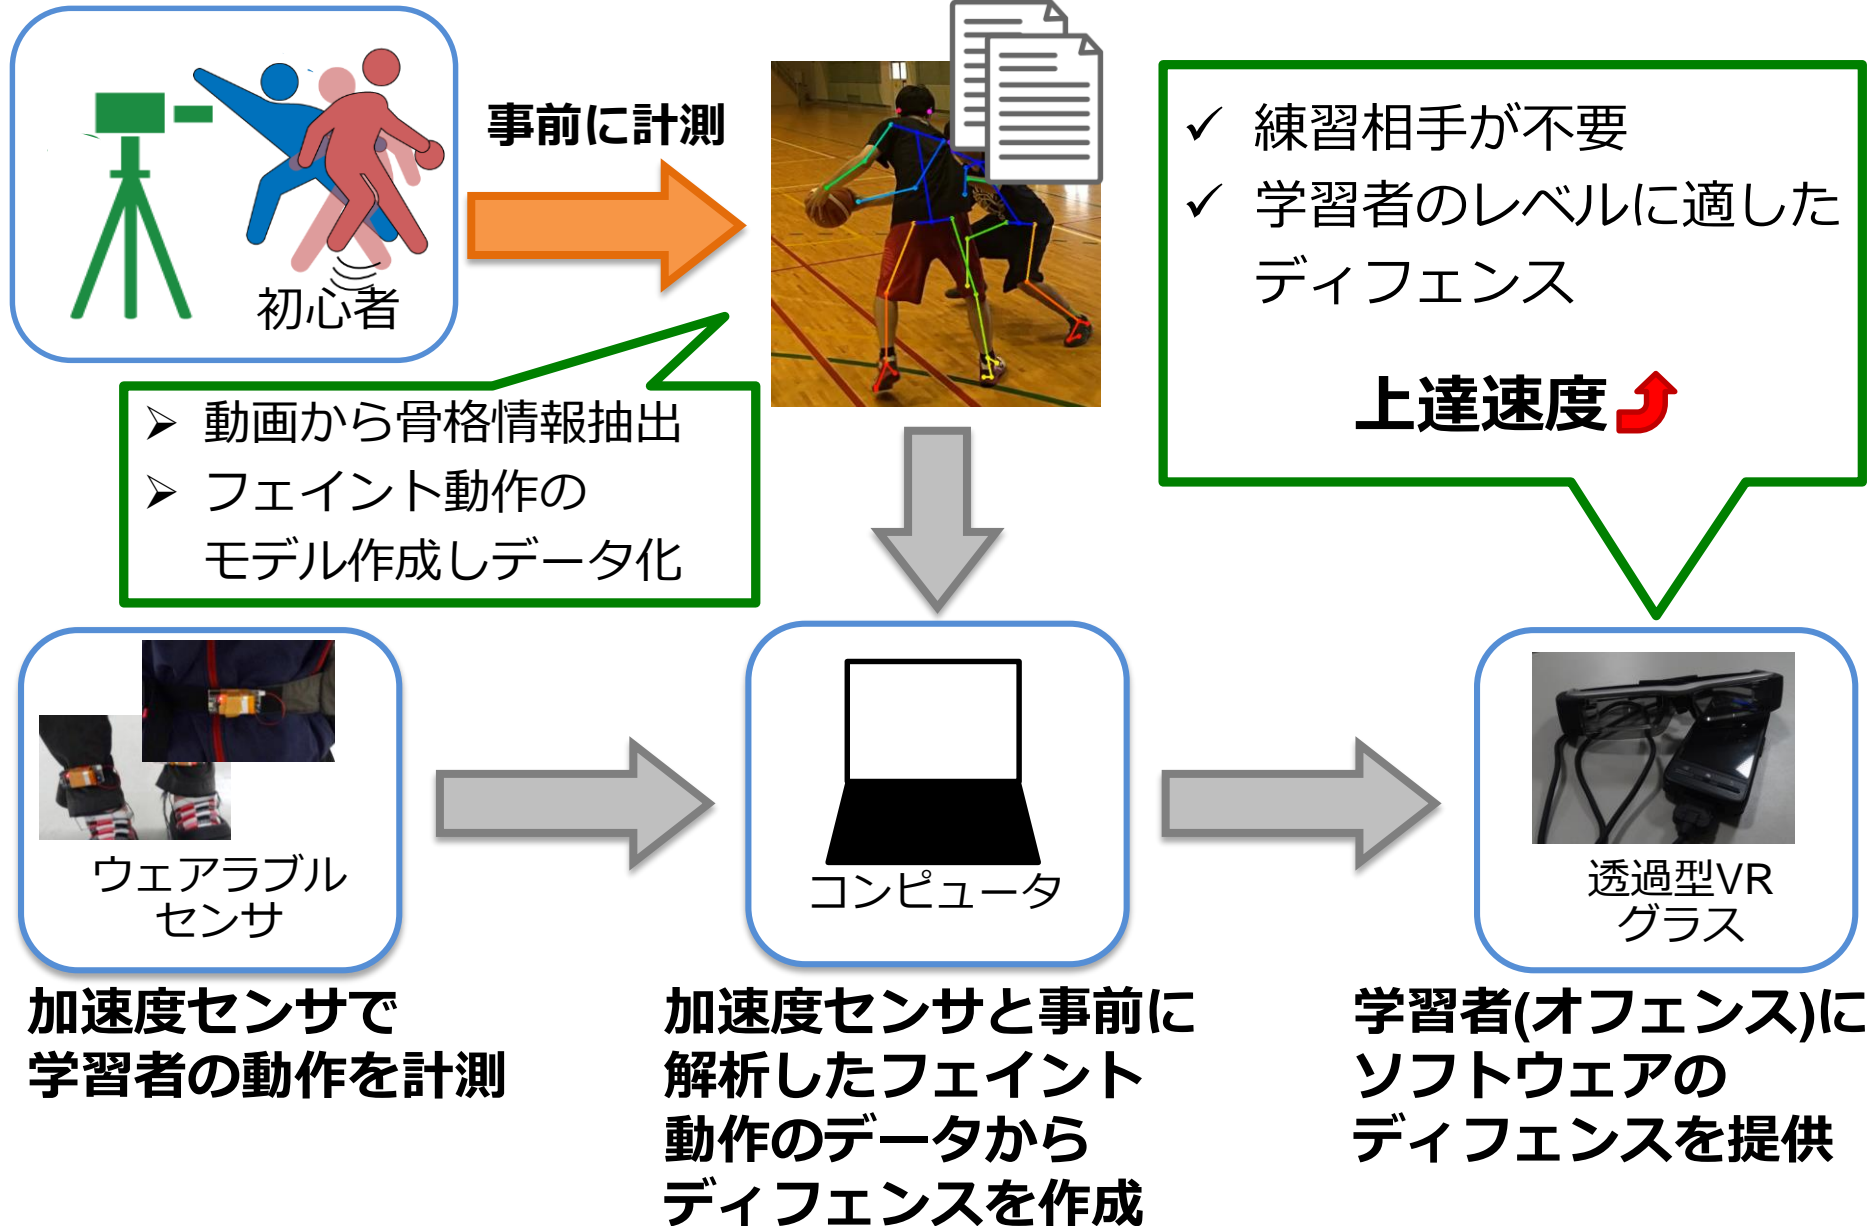 初心者
事前に計測
➢ 動画から骨格情報抽出
➢ フェイント動作の
モデル作成しデータ化
✓ 練習相手が不要
✓ 学習者のレベルに適した
ディフェンス
上達速度
ウェアラブル
センサ
加速度センサで
学習者の動作を計測
コンピュータ
加速度センサと事前に
解析したフェイント
動作のデータから
ディフェンスを作成
透過型VR
グラス
学習者(オフェンス)に
ソフトウェアの
ディフェンスを提供